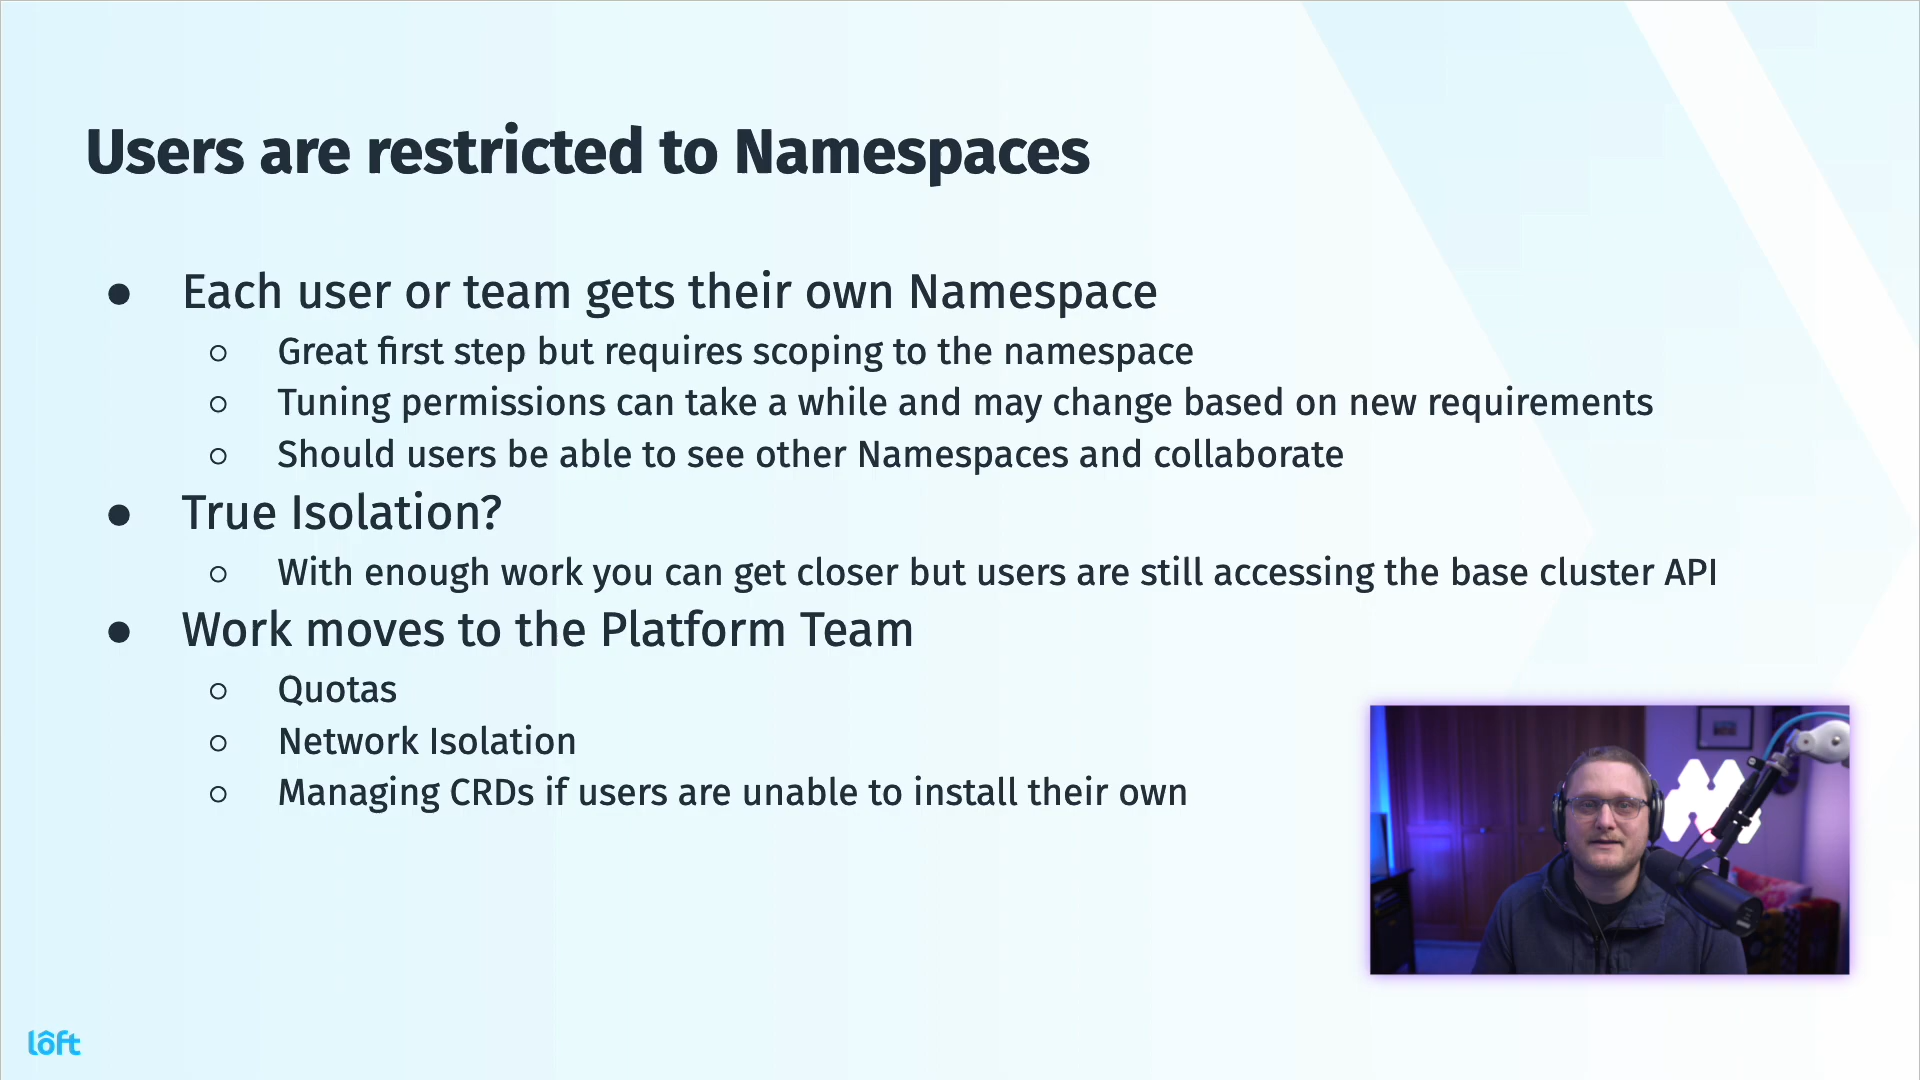 Users are restricted to Namespaces
● Each user or team gets their own Namespace
○ Great first step but requires scoping to the namespace
○ Tuning permissions can take a while and may change based on new requirements
○ Should users be able to see other Namespaces and collaborate
● True Isolation?
○ With enough work you can get closer but users are still accessing the base cluster API
● Work moves to the Platform Team
○ Quotas
○ Network Isolation
○ Managing CRDs if users are unable to install their own
lôft